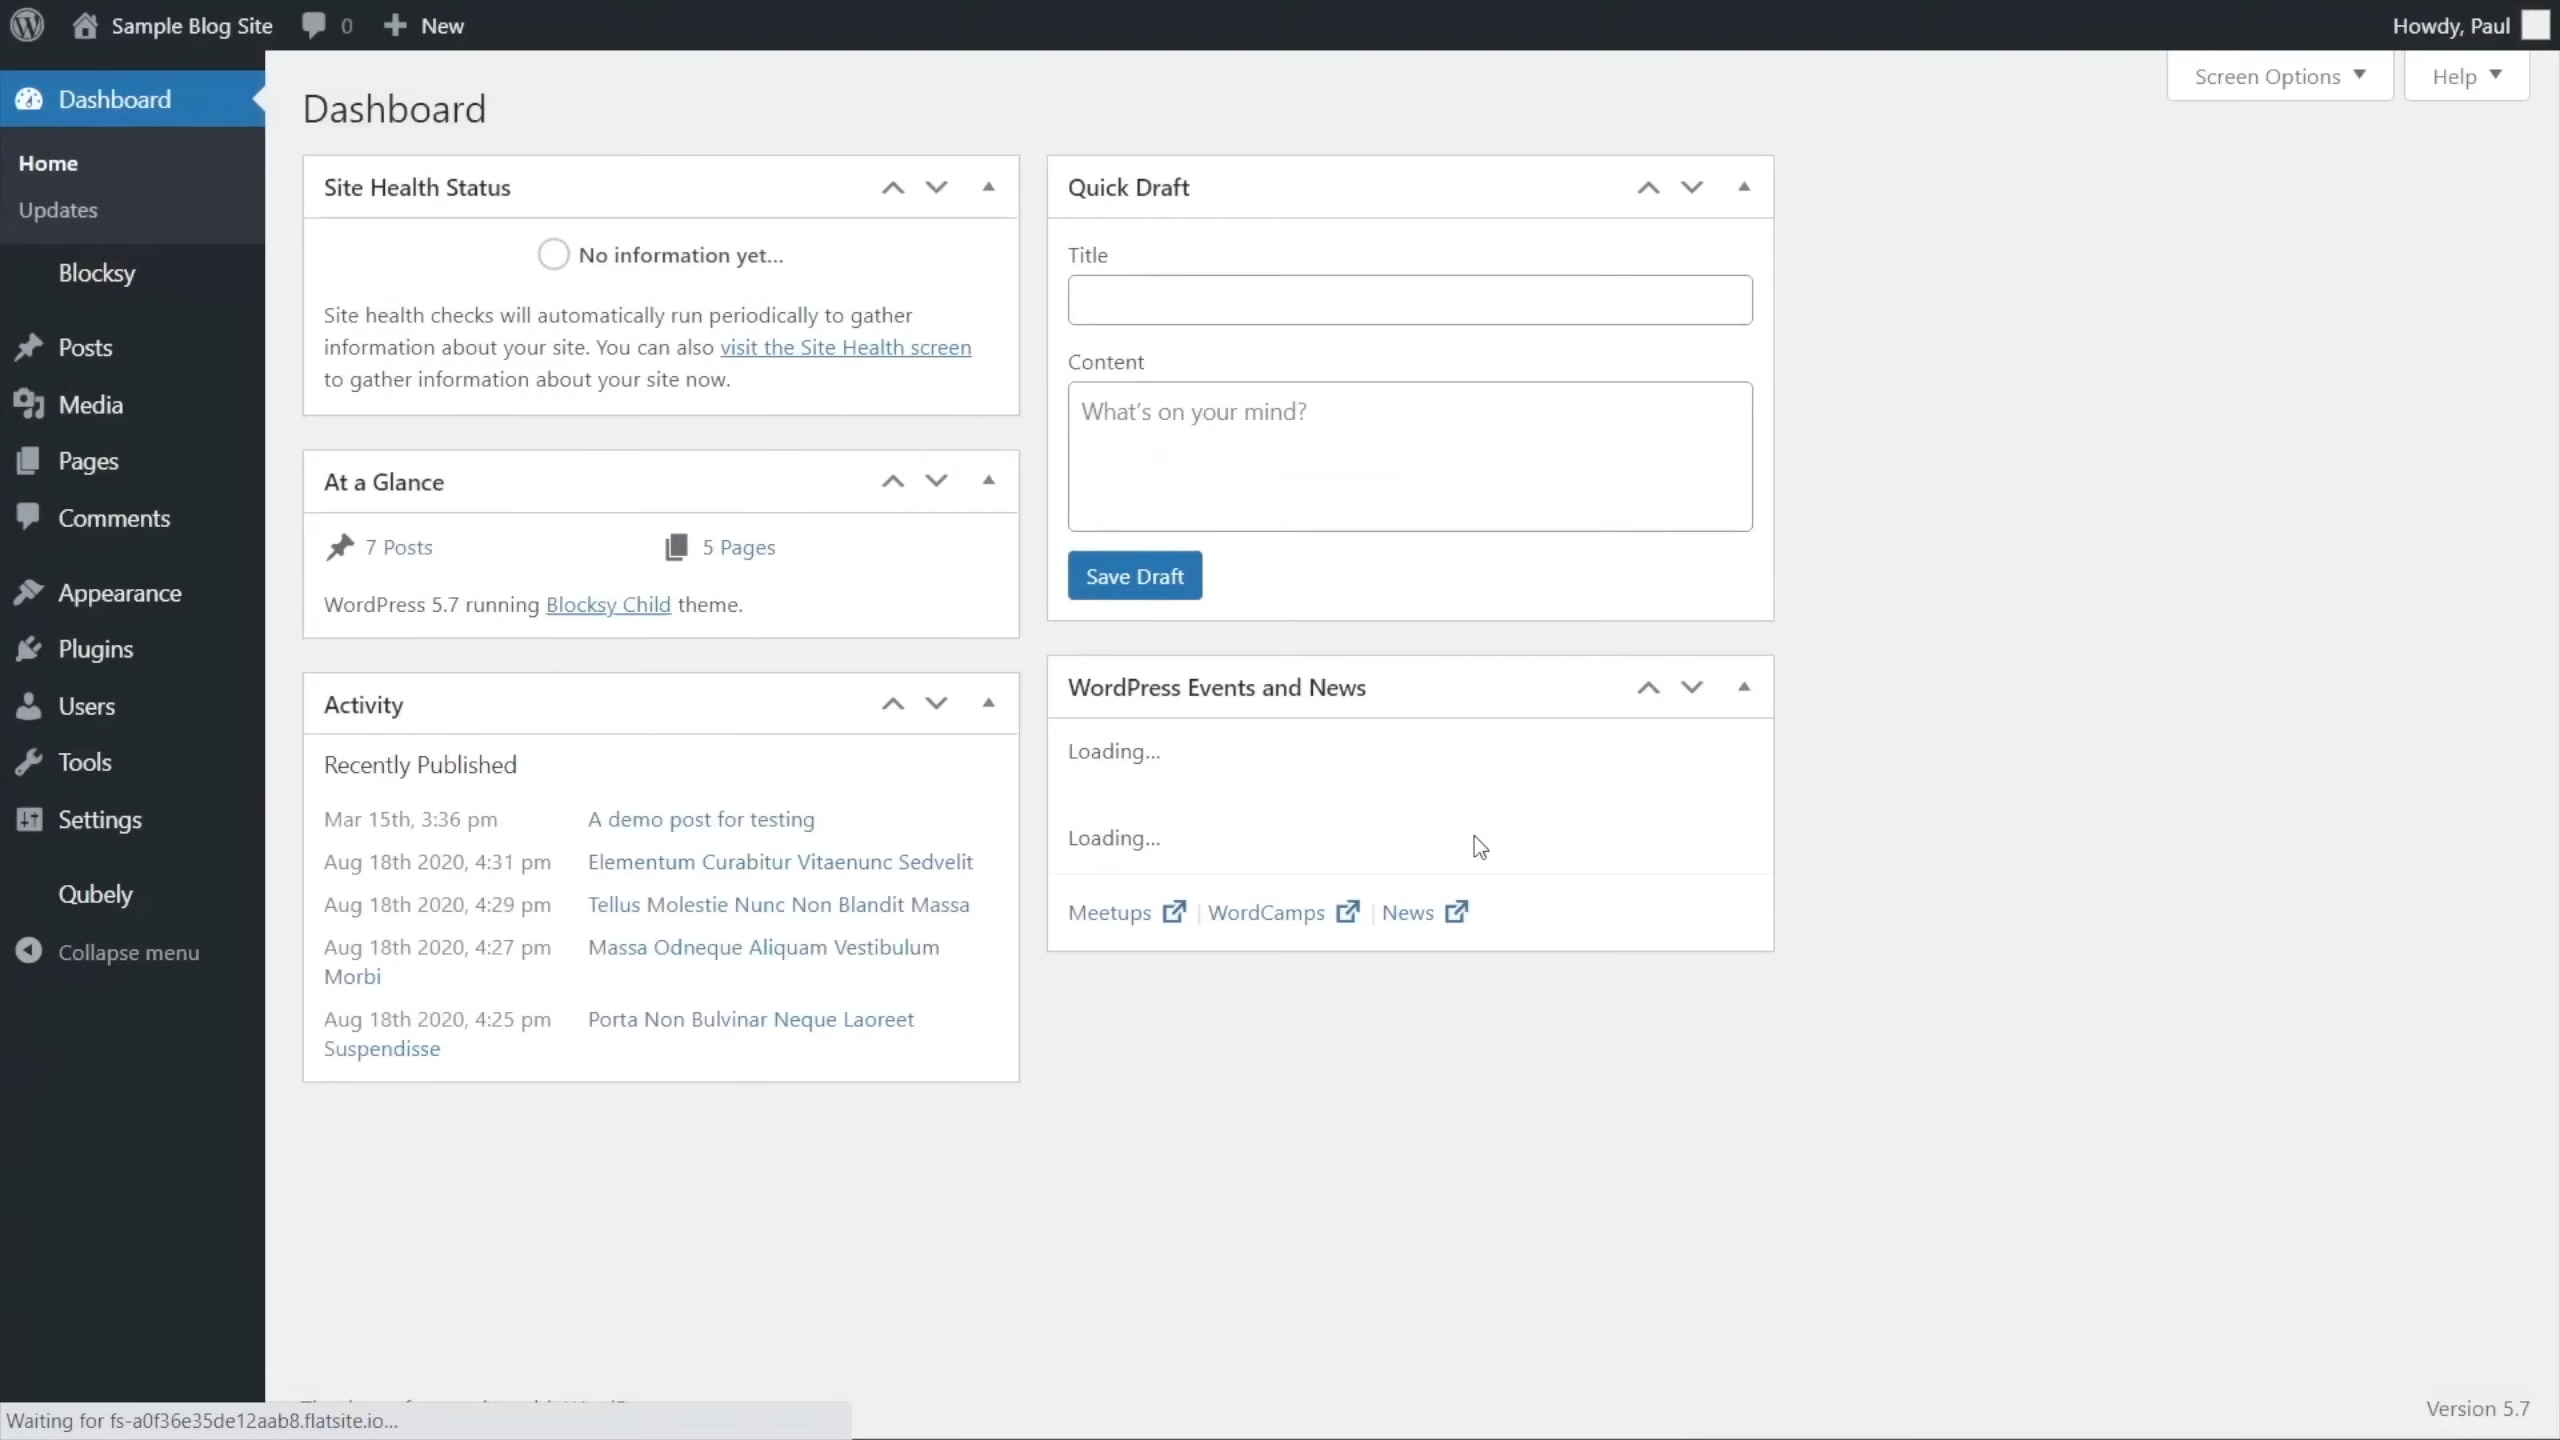 Sample Blog Site 0 New
Howdy, Paul
Screen Options
Help
Dashboard
Home
Updates
Blocksy
Posts
Media
Pages
Comments
Appearance
Plugins
Users
Tools
Settings
Qubely
Collapse menu
Dashboard
Site Health Status
No information yet...
Site health checks will automatically run periodically to gather
information about your site. You can also visit the Site Health screen
to gather information about your site now.
At a Glance
7 Posts
5 Pages
WordPress 5.7 running Blocksy Child theme.
Activity
Recently Published
Mar 15th, 3:36 pm A demo post for testing
Aug 18th 2020, 4:31 pm Elementum Curabitur Vitaenunc Sedvelit
Aug 18th 2020, 4:29 pm Tellus Molestie Nunc Non Blandit Massa
Aug 18th 2020, 4:27 pm Massa Odneque Aliquam Vestibulum
Morbi
Aug 18th 2020, 4:25 pm Porta Non Bulvinar Neque Laoreet
Suspendisse
Quick Draft
Title
Content
What's on your mind?
Save Draft
WordPress Events and News
Loading...
Loading...
Meetups | WordCamps | News
Waiting for fs-a0f36e35de12aab8.flatsite.io...
Version 5.7